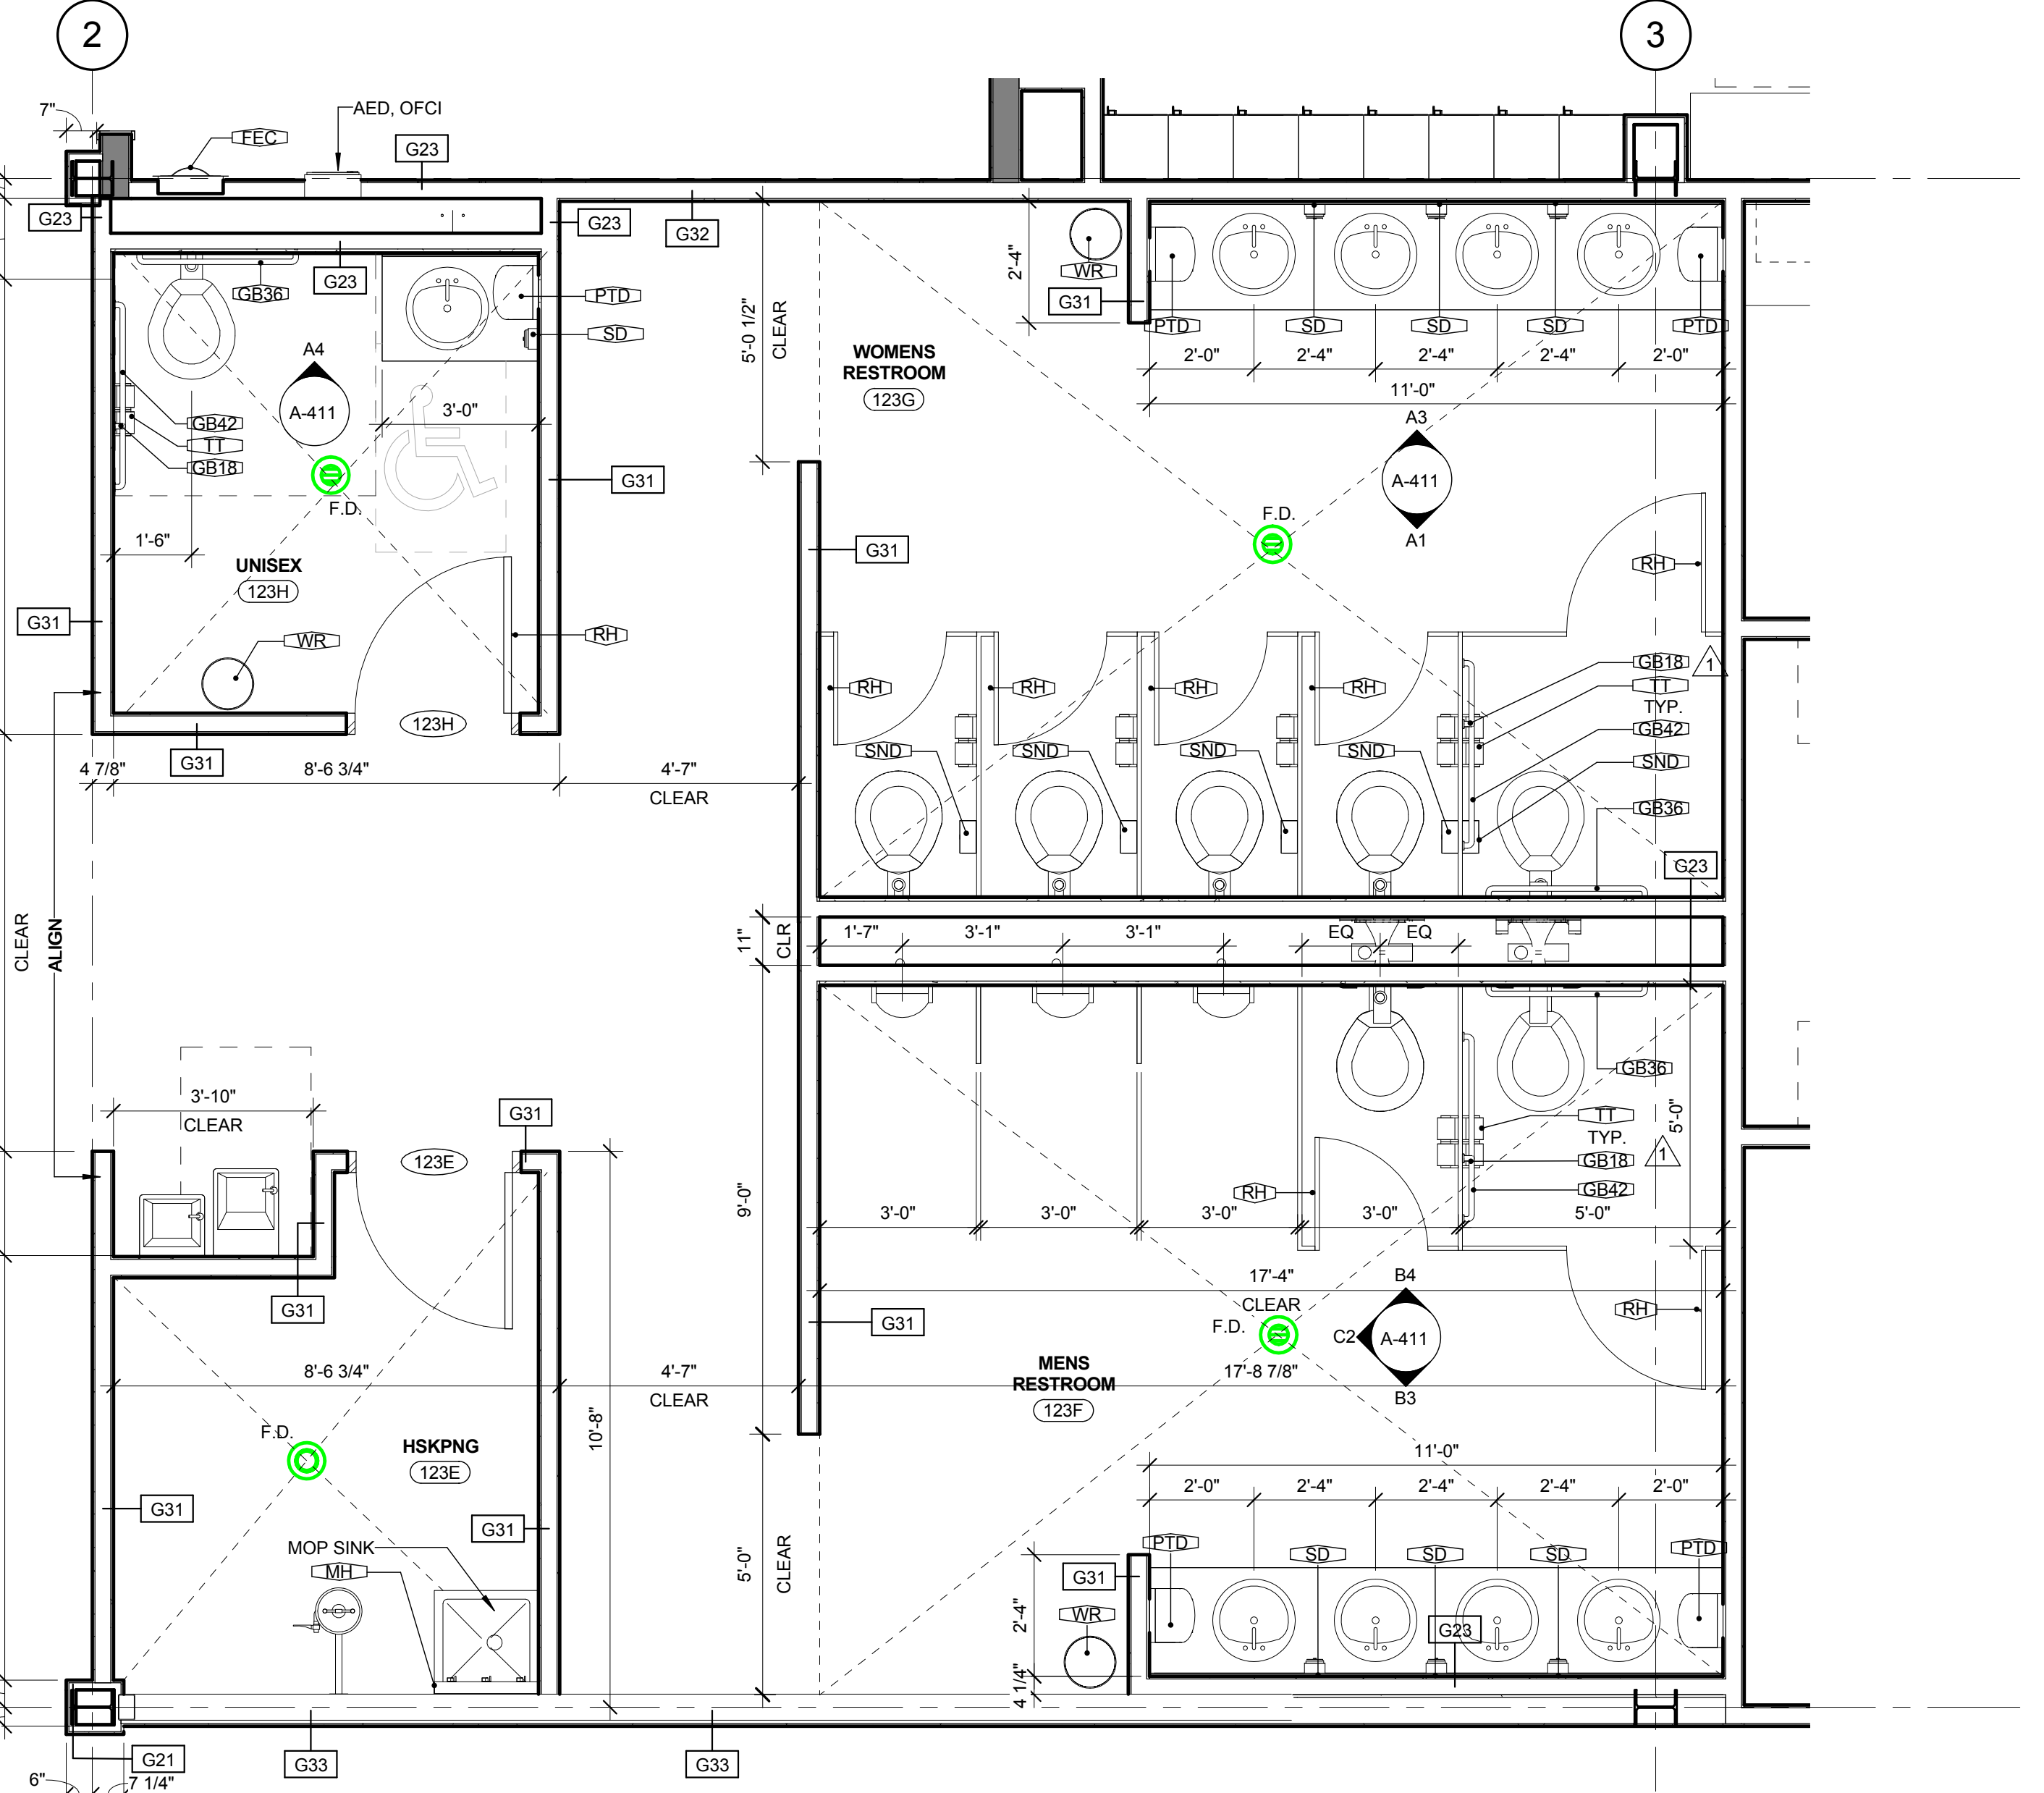 2
3
7"
AED, OFCI
FEC
G23
G23
G23
G32
G23
GB36
PTD
SD
A4
A-411
3'-0"
GB42
TT
GB18
F.D.
G31
1'-6"
UNISEX
123H
G31
WR
RH
123H
G31
4 7/8"
8'-6 3/4"
4'-7"
CLEAR
5'-0 1/2"
CLEAR
WOMENS
RESTROOM
123G
2'-4"
WR
G31
PTD
SD
SD
SD
PTD
2'-0"
2'-4"
2'-4"
2'-4"
2'-0"
11'-0"
A3
A-411
A1
F.D.
G31
RH
GB18
1
TT
TYP.
GB42
SND
GB36
G23
RH
RH
RH
RH
SND
SND
SND
SND
CLEAR
ALIGN
11"
CLR
1'-7"
3'-1"
3'-1"
EQ
EQ
GB36
TT
TYP.
1
GB18
GB42
5'-0"
RH
3'-10"
CLEAR
G31
123E
G31
9'-0"
3'-0"
3'-0"
3'-0"
3'-0"
5'-0"
17'-4"
CLEAR
B4
C2
A-411
B3
F.D.
RH
G31
17'-8 7/8"
MENS
RESTROOM
123F
8'-6 3/4"
4'-7"
CLEAR
10'-8"
F.D.
HSKPNG
123E
G31
G31
MOP SINK
MH
5'-0"
CLEAR
11'-0"
2'-0"
2'-4"
2'-4"
2'-4"
2'-0"
PTD
SD
SD
SD
PTD
G31
WR
2'-4"
4 1/4"
G23
G21
G33
G33
6"
7 1/4"